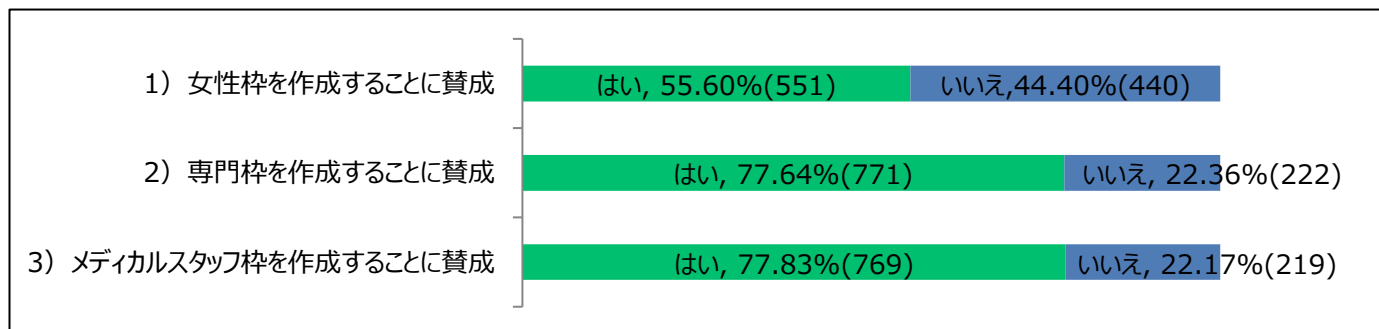 1）女性枠を作成することに賛成
はい, 55.60%(551)
いいえ,44.40%(440)
2）専門枠を作成することに賛成
はい, 77.64%(771)
いいえ, 22.36%(222)
3）メディカルスタッフ枠を作成することに賛成
はい, 77.83%(769)
いいえ, 22.17%(219)